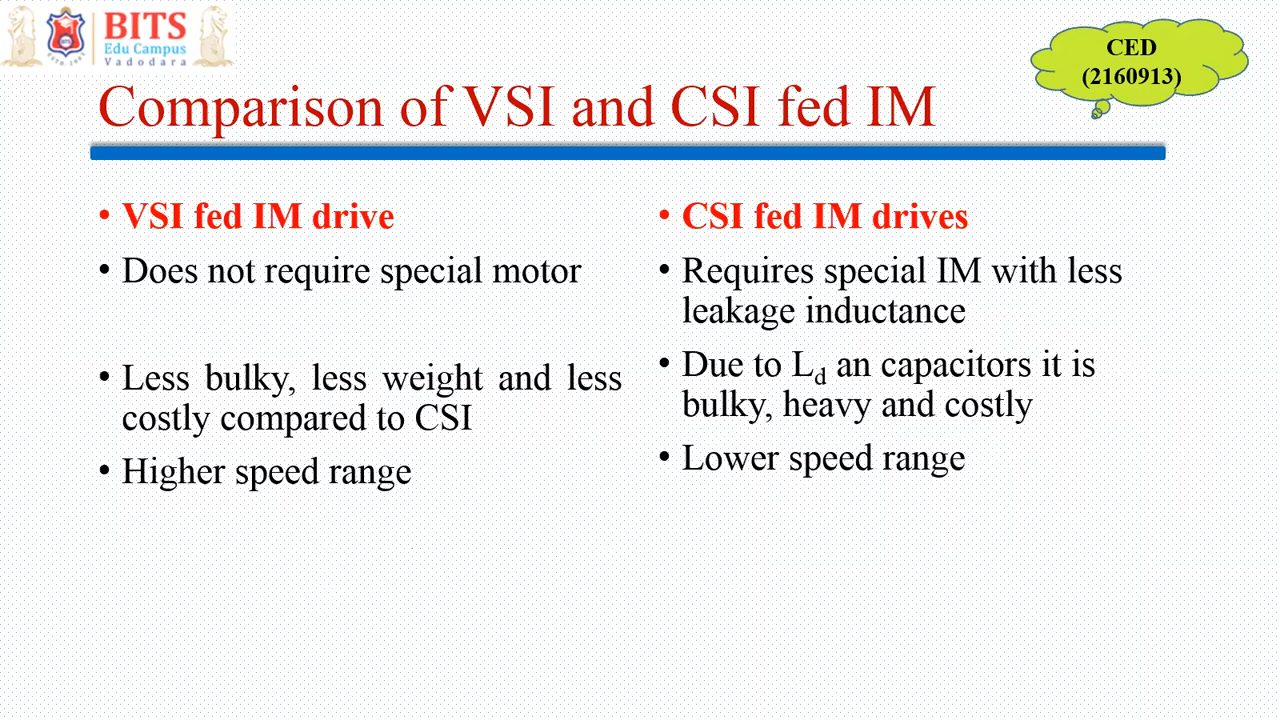 BITS
Edu Campus
Vadodara
CED
(2160913)
Comparison of VSI and CSI fed IM
• VSI fed IM drive
• Does not require special motor
• Less bulky, less weight and less
costly compared to CSI
• Higher speed range
• CSI fed IM drives
• Requires special IM with less
leakage inductance
• Due to Ld an capacitors it is
bulky, heavy and costly
• Lower speed range